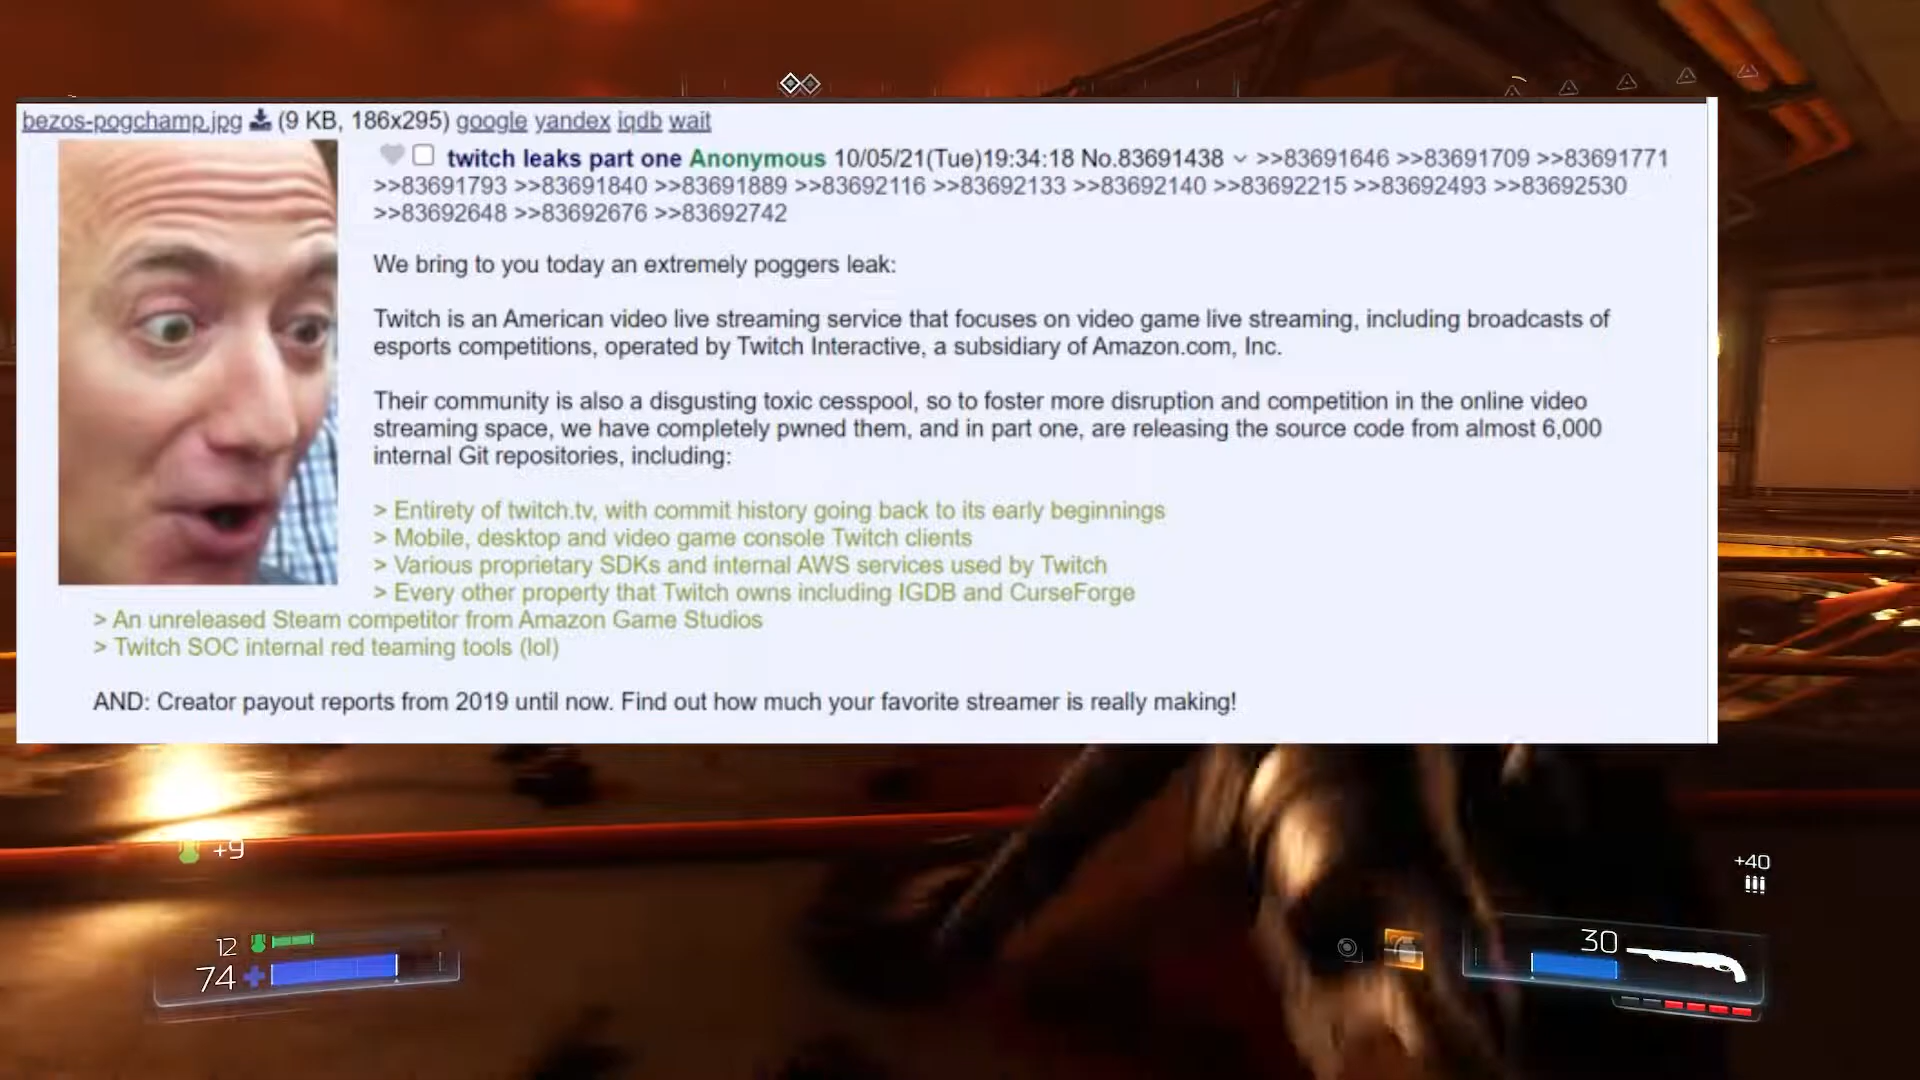 bezos-pogchamp.jpg (9 KB, 186x295) google yandex iqdb wait
twitch leaks part one Anonymous 10/05/21(Tue)19:34:18 No.83691438 >>83691646 >>83691709 >>83691771
>>83691793 >>83691840 >>83691889 >>83692116 >>83692133 >>83692140 >>83692215 >>83692493 >>83692530
>>83692648 >>83692676 >>83692742
We bring to you today an extremely poggers leak:
Twitch is an American video live streaming service that focuses on video game live streaming, including broadcasts of
esports competitions, operated by Twitch Interactive, a subsidiary of Amazon.com, Inc.
Their community is also a disgusting toxic cesspool, so to foster more disruption and competition in the online video
streaming space, we have completely pwned them, and in part one, are releasing the source code from almost 6,000
internal Git repositories, including:
> Entirety of twitch.tv, with commit history going back to its early beginnings
> Mobile, desktop and video game console Twitch clients
> Various proprietary SDKs and internal AWS services used by Twitch
> Every other property that Twitch owns including IGDB and CurseForge
> An unreleased Steam competitor from Amazon Game Studios
> Twitch SOC internal red teaming tools (lol)
AND: Creator payout reports from 2019 until now. Find out how much your favorite streamer is really making!
+9
+40
12
74
30